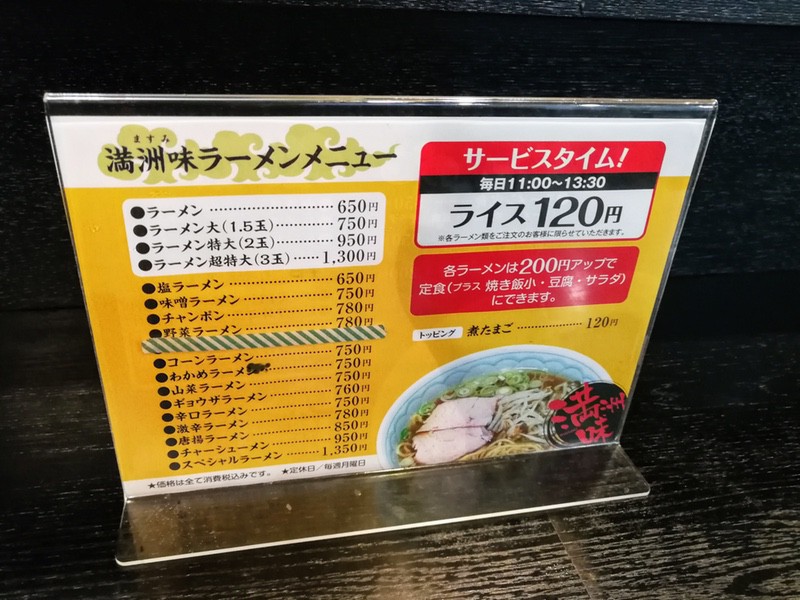 ますみ
満洲味ラーメンメニュー
●ラーメン 650円
●ラーメン大(1.5玉) 750円
●ラーメン特大(2玉) 950円
●ラーメン超特大(3玉) 1,300円
●塩ラーメン 650円
●味噌ラーメン 750円
●チャンポン 780円
●野菜ラーメン 780円
●コーンラーメン 750円
●わかめラーメン 750円
●山菜ラーメン 750円
●ギョウザラーメン 760円
●辛口ラーメン 750円
●激辛ラーメン 780円
●唐揚ラーメン 850円
●チャーシューメン 950円
●スペシャルラーメン 1,350円
★価格は全て消費税込みです。 ★定休日/毎週月曜日
サービスタイム!
毎日11:00〜13:30
ライス120円
※各ラーメン類をご注文のお客様に限らせていただきます。
各ラーメンは200円アップで
定食(プラス 焼き飯小・豆腐・サラダ)
にできます。
トッピング 煮たまご 120円
満洲味